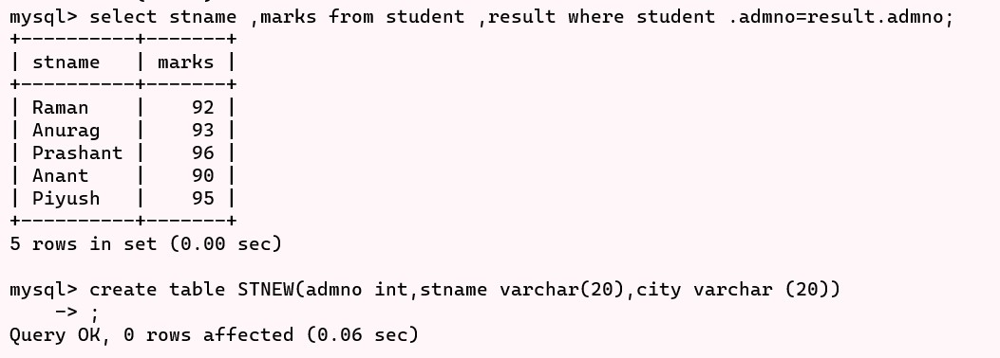 mysql> select stname ,marks from student ,result where student .admno=result.admno;
+----------+-------+
| stname   | marks |
+----------+-------+
| Raman    |    92 |
| Anurag   |    93 |
| Prashant |    96 |
| Anant    |    90 |
| Piyush   |    95 |
+----------+-------+
5 rows in set (0.00 sec)

mysql> create table STNEW(admno int,stname varchar(20),city varchar (20))
    -> ;
Query OK, 0 rows affected (0.06 sec)